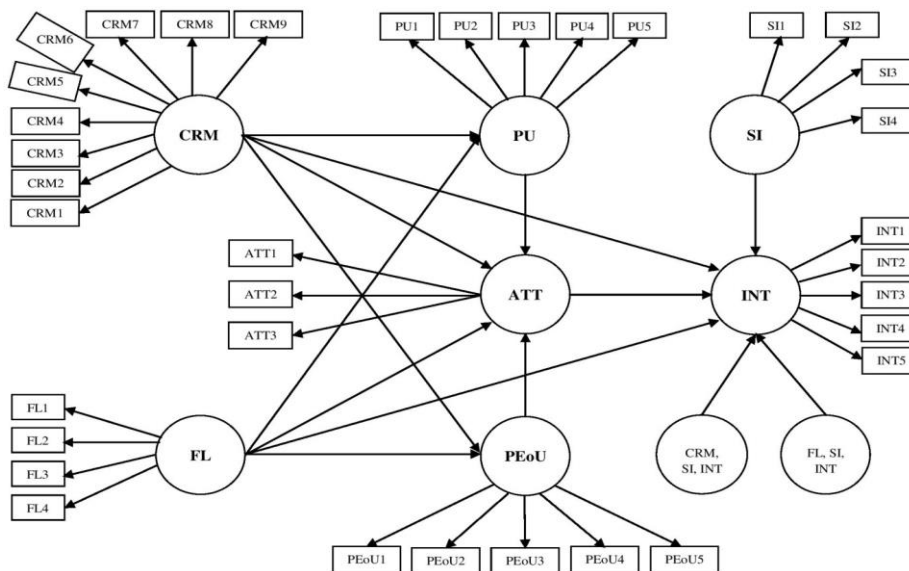 CRM6
CRM7
CRM8
CRM9
PU1
PU2
PU3
PU4
PU5
SI1
SI2
CRM5
SI3
CRM4
CRM
PU
SI
SI4
CRM3
CRM2
CRM1
INT1
ATT1
INT2
ATT2
ATT
INT
INT3
ATT3
INT4
INT5
FL1
FL2
FL
PEoU
CRM,
SI, INT
FL, SI,
INT
FL3
FL4
PEoU1
PEoU2
PEoU3
PEoU4
PEoU5